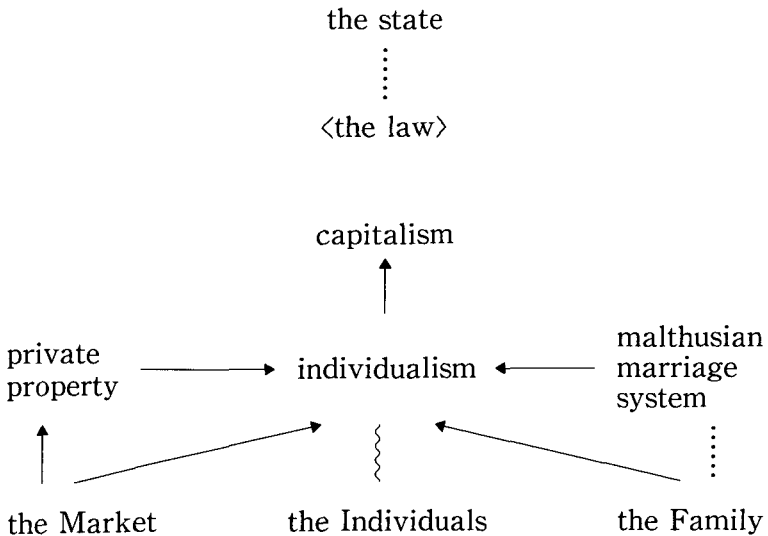 the state
<the law>
capitalism
private
property
individualism
malthusian
marriage
system
the Market
the Individuals
the Family